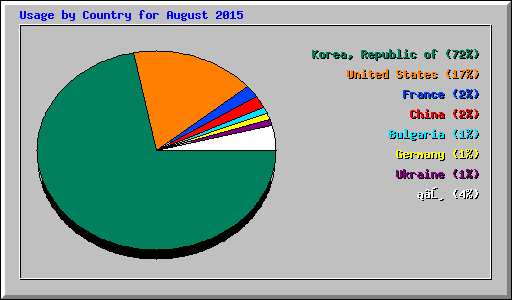 Usage by Country for August 2015
Korea, Republic of (72%)
United States (17%)
France (2%)
China (2%)
Bulgaria (1%)
Germany (1%)
Ukraine (1%)
(4%)